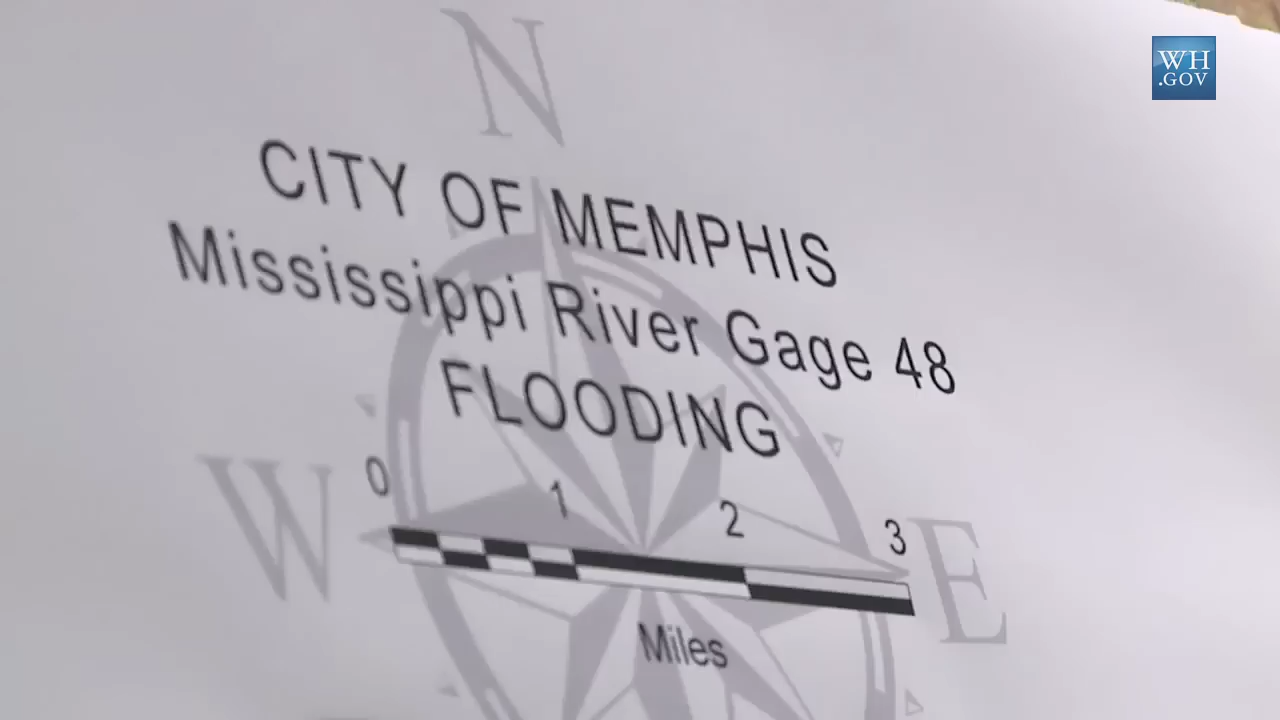 N
WH
.GOV
CITY OF MEMPHIS
Mississippi River Gage 48
FLOODING
W
0 1 2 3
E
Miles